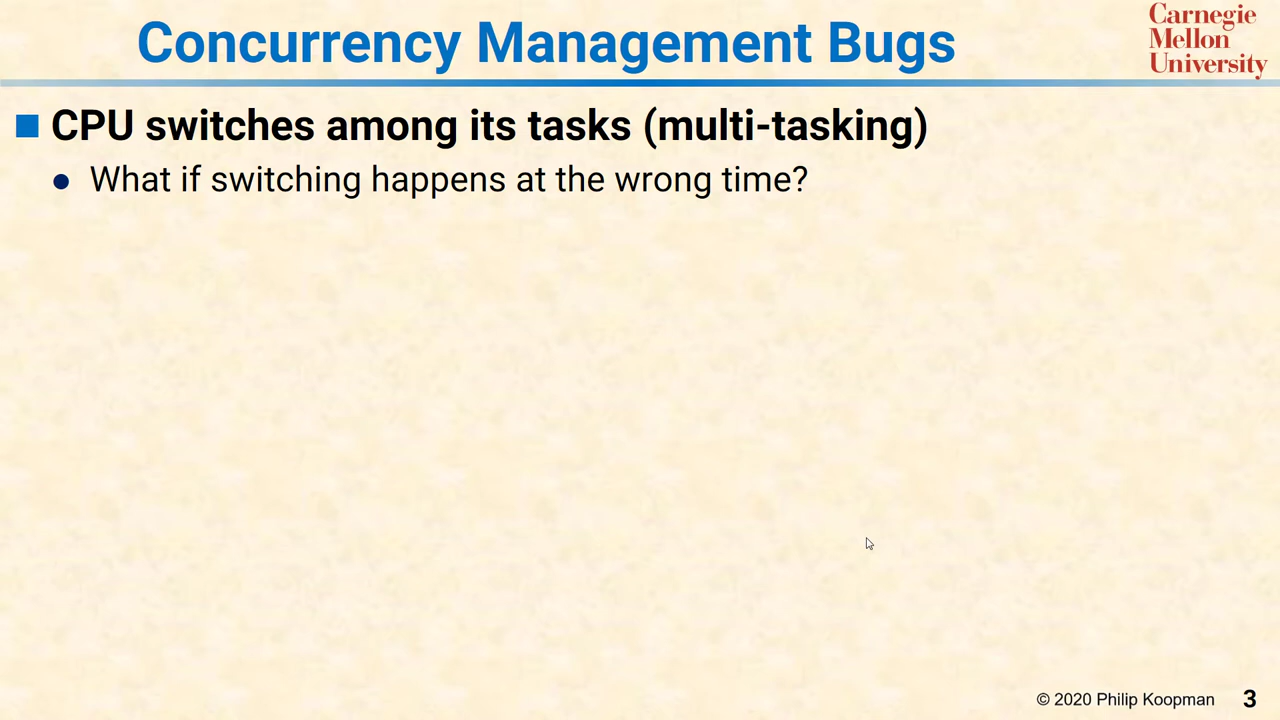 Concurrency Management Bugs
Carnegie
Mellon
University
CPU switches among its tasks (multi-tasking)
What if switching happens at the wrong time?
© 2020 Philip Koopman 3